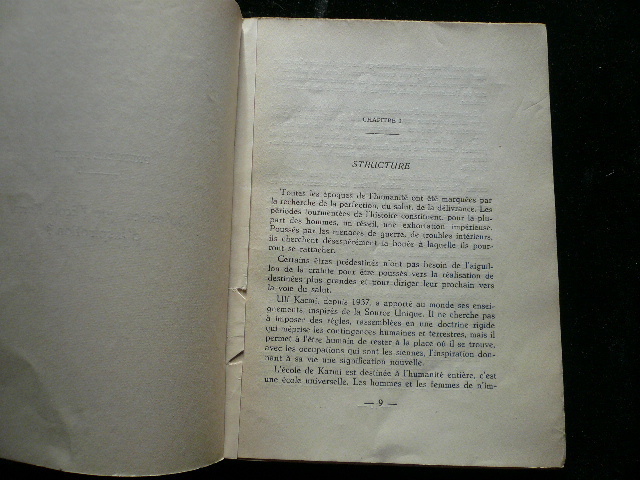 CHAPITRE I
STRUCTURE
Toutes les époques de l'humanité ont été marquées par
la recherche de la perfection, du salut, de la délivrance. Les
périodes tourmentées de l'histoire constituent, pour la plu-
part des hommes, un réveil, une exhortation impérieuse.
Poussés par les menaces de guerre, de troubles intérieurs,
ils cherchent désespérément la bouée à laquelle ils pour-
ront se rattacher.
Certains êtres prédestinés n'ont pas besoin de l'aiguil-
lon de la crainte pour être poussés vers la réalisation de
destinées plus grandes et pour diriger leur prochain vers
la voie du salut.
Ulf Karmi, depuis 1937, a apporté au monde ses ensei-
gnements, inspirés de la Source Unique. Il ne cherche pas
à imposer des règles, rassemblées en une doctrine rigide
qui méprise les contingences humaines et terrestres, mais il
permet à l'être humain de rester à la place où il se trouve,
avec les occupations qui sont les siennes, l'inspiration don-
nant à sa vie une signification nouvelle.
L'école de Karmi est destinée à l'humanité entière, c'est
une école universelle. Les hommes et les femmes de n'im-
— 9 —